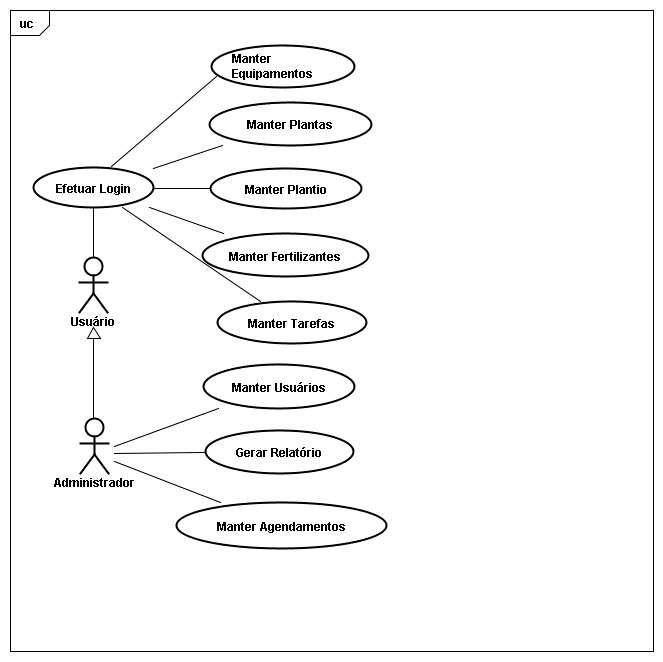 uc
Manter
Equipamentos
Manter Plantas
Efetuar Login
Manter Plantio
Manter Fertilizantes
Usuário
Manter Tarefas
Manter Usuários
Gerar Relatório
Administrador
Manter Agendamentos